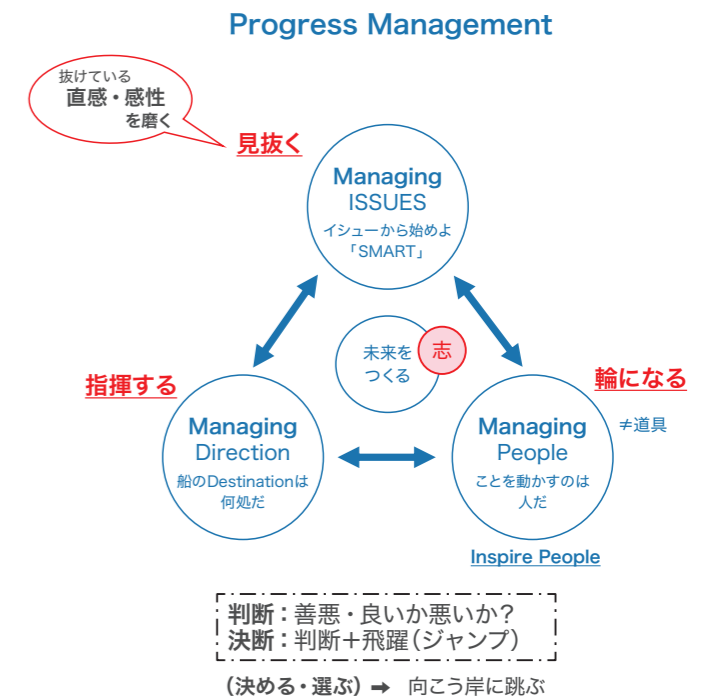 Progress Management
抜けている
直感・感性
を磨く
見抜く
Managing
ISSUES
イシューから始めよ
「SMART」
未来を
つくる
志
指揮する
Managing
Direction
船のDestinationは
何処だ
輪になる
Managing
People
ことを動かすのは
人だ
≠道具
Inspire People
判断：善悪・良いか悪いか？
決断：判断＋飛躍（ジャンプ）
（決める・選ぶ）➡ 向こう岸に跳ぶ